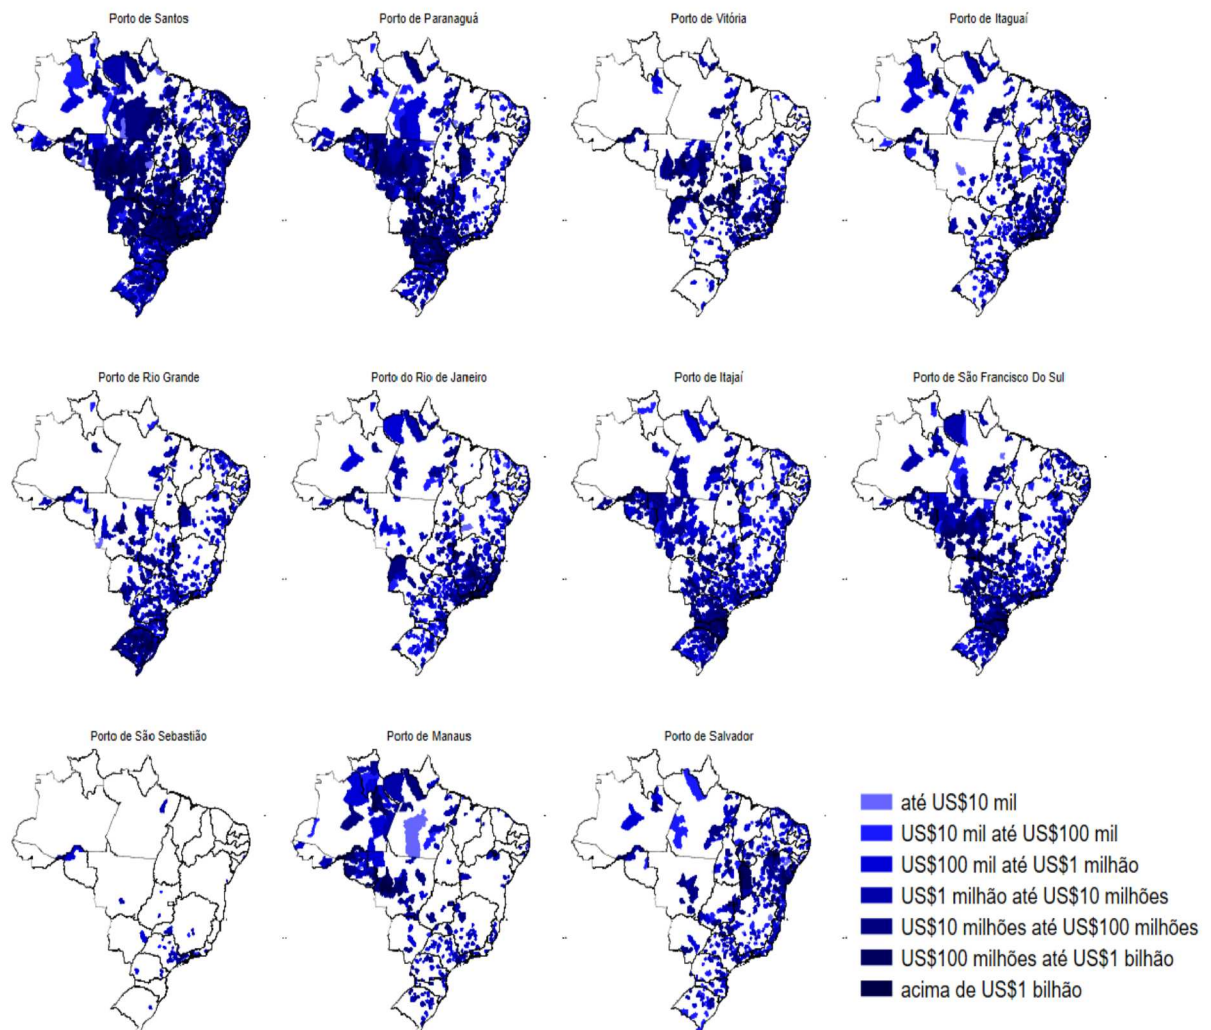 Porto de Santos
Porto de Paranaguá
Porto de Vitória
Porto de Itaguaí
Porto de Rio Grande
Porto do Rio de Janeiro
Porto de Itajaí
Porto de São Francisco Do Sul
Porto de São Sebastião
Porto de Manaus
Porto de Salvador
até US$10 mil
US$10 mil até US$100 mil
US$100 mil até US$1 milhão
US$1 milhão até US$10 milhões
US$10 milhões até US$100 milhões
US$100 milhões até US$1 bilhão
acima de US$1 bilhão